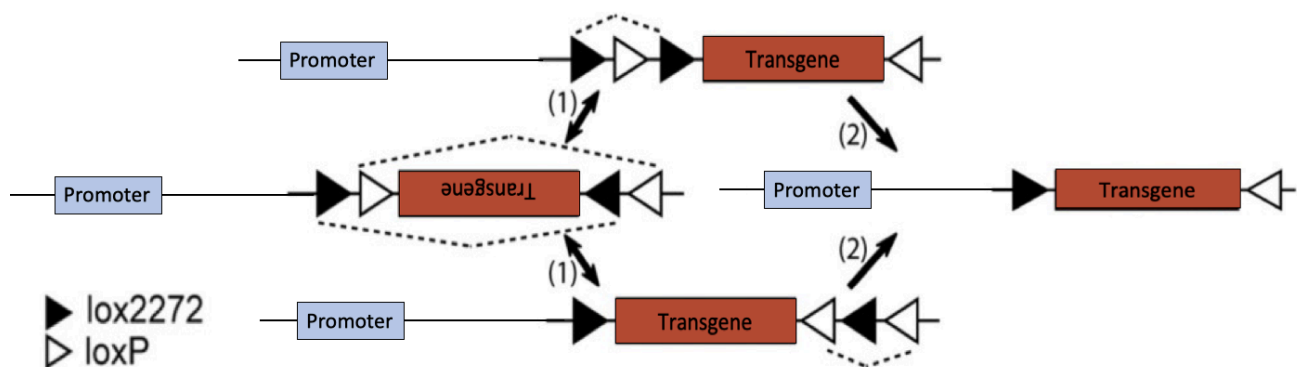 Promoter
Transgene
(1)
(2)
Promoter
Transgene
Promoter
Transgene
(1)
(2)
lox2272
Promoter
Transgene
loxP